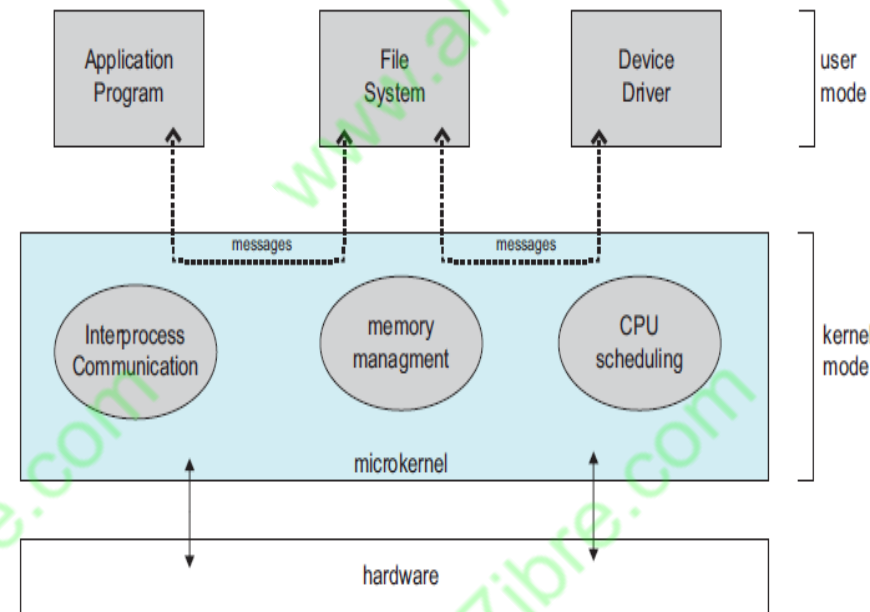 Application
Program
File
System
Device
Driver
user
mode
messages
messages
Interprocess
Communication
memory
managment
CPU
scheduling
kernel
mode
microkernel
hardware